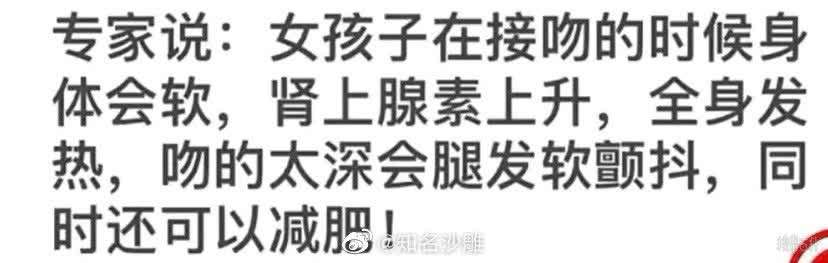 专家说：女孩子在接吻的时候身
体会软，肾上腺素上升，全身发
热，吻的太深会腿发软颤抖，同
时还可以减肥！
@知名沙雕